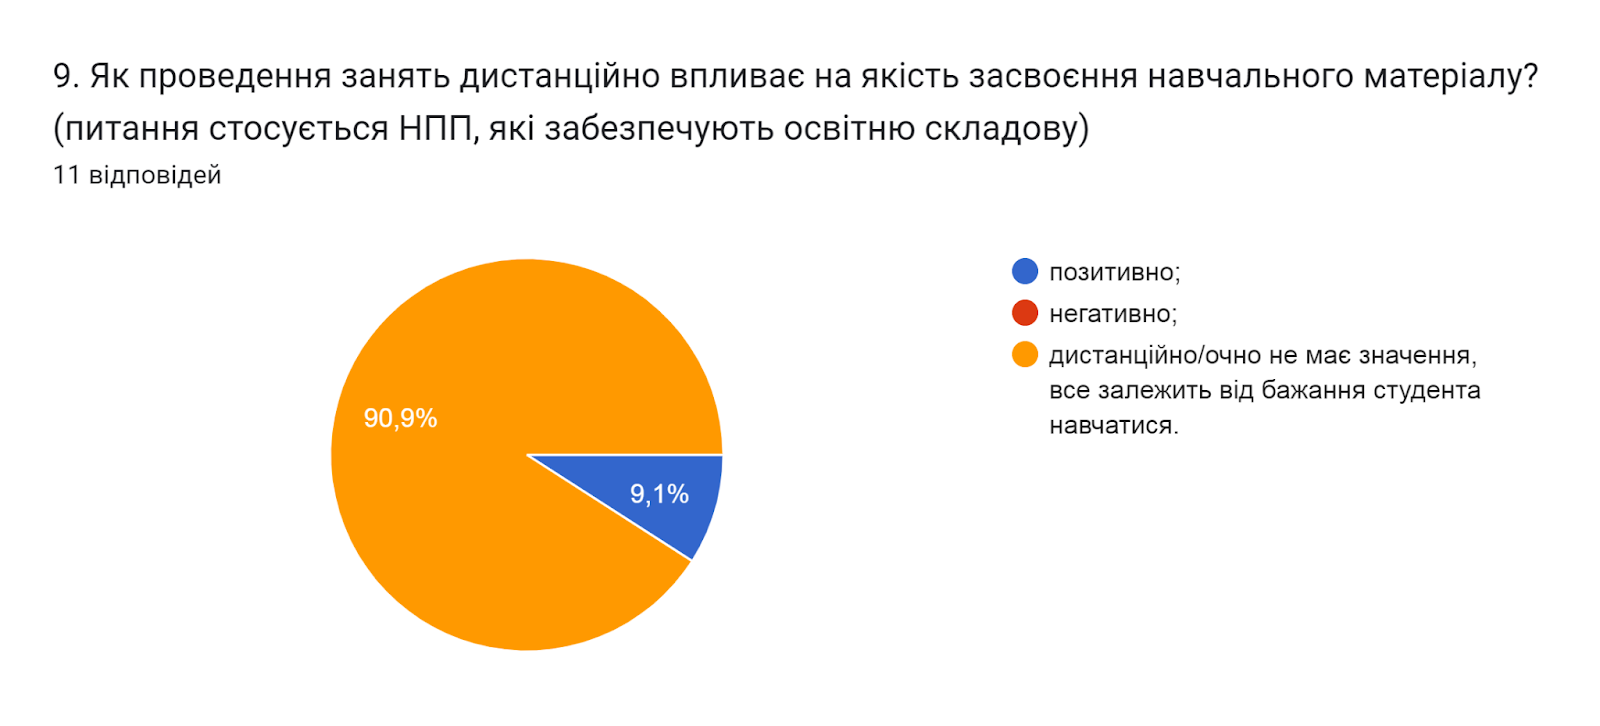 9. Як проведення занять дистанційно впливає на якість засвоєння навчального матеріалу?
(питання стосується НПП, які забезпечують освітню складову)
11 відповідей
позитивно;
негативно;
дистанційно/очно не має значення,
все залежить від бажання студента
навчатися.
90,9%
9,1%